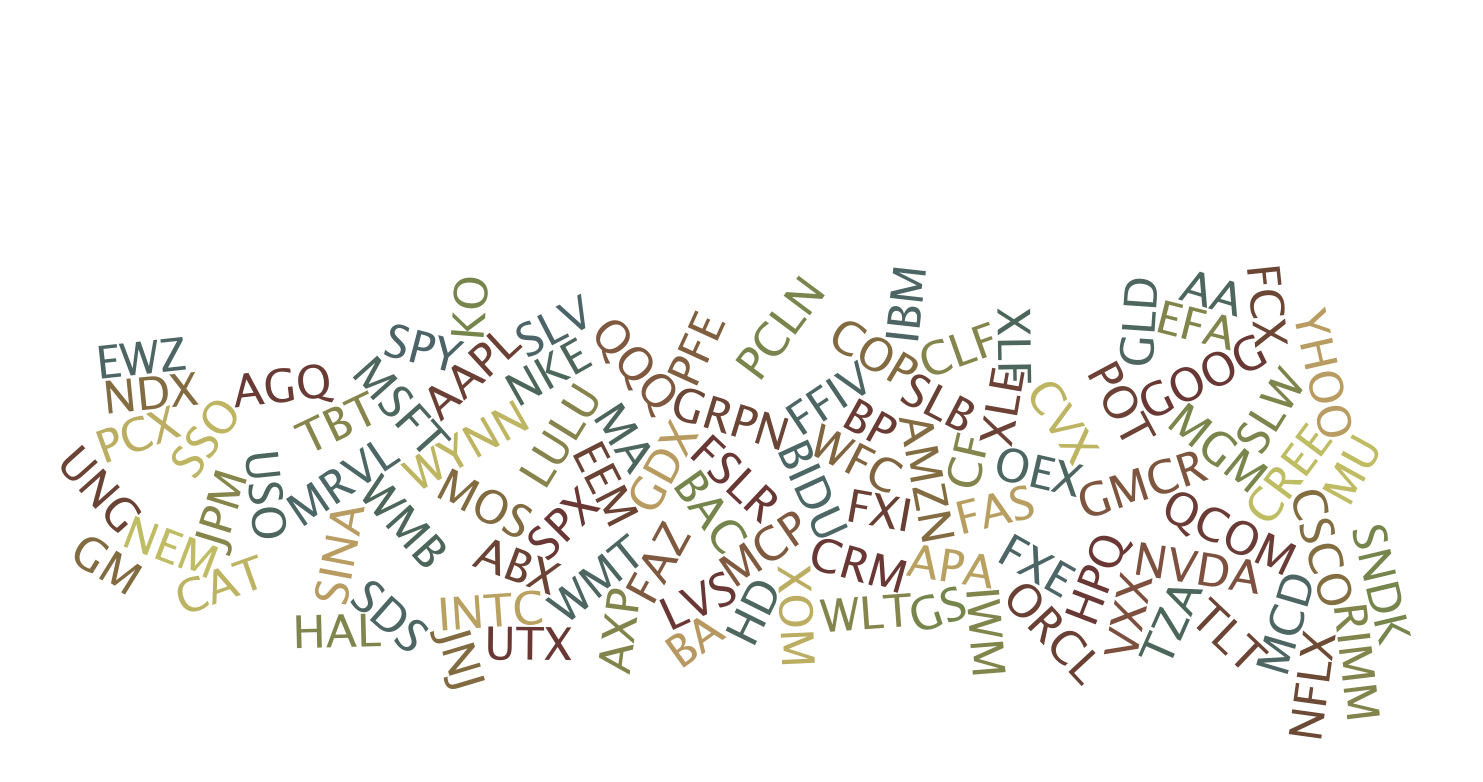 EWZ
NDX
PCX
SSO
AGQ
UNG
GM
NEM
CAT
JPM
USO
TBT
MSFT
SPY
KO
AAPL
SLV
NKE
WYNN
LULU
MRVL
WMB
MOS
SINA
HAL
SDS
JNJ
INTC
UTX
ABX
SPX
EEM
MA
WMT
QQQ
PFE
GRPN
GDX
FSLR
BAC
FAZ
AXP
LVS
BA
MCP
HD
XOM
PCLN
FFIV
BIDU
COP
IBM
CLF
XLF
BP
SLB
XLE
WFC
AMZN
CF
FXI
FAS
OEX
CVX
CRM
APA
WLT
GS
IWM
FXE
ORCL
HPQ
VXX
NVDA
TZA
TLT
MCD
GMCR
QCOM
POT
GOOG
GLD
AA
EFA
FCX
YHOO
MGM
SLW
CREE
MU
CSCO
SNDK
RIMM
NFLX